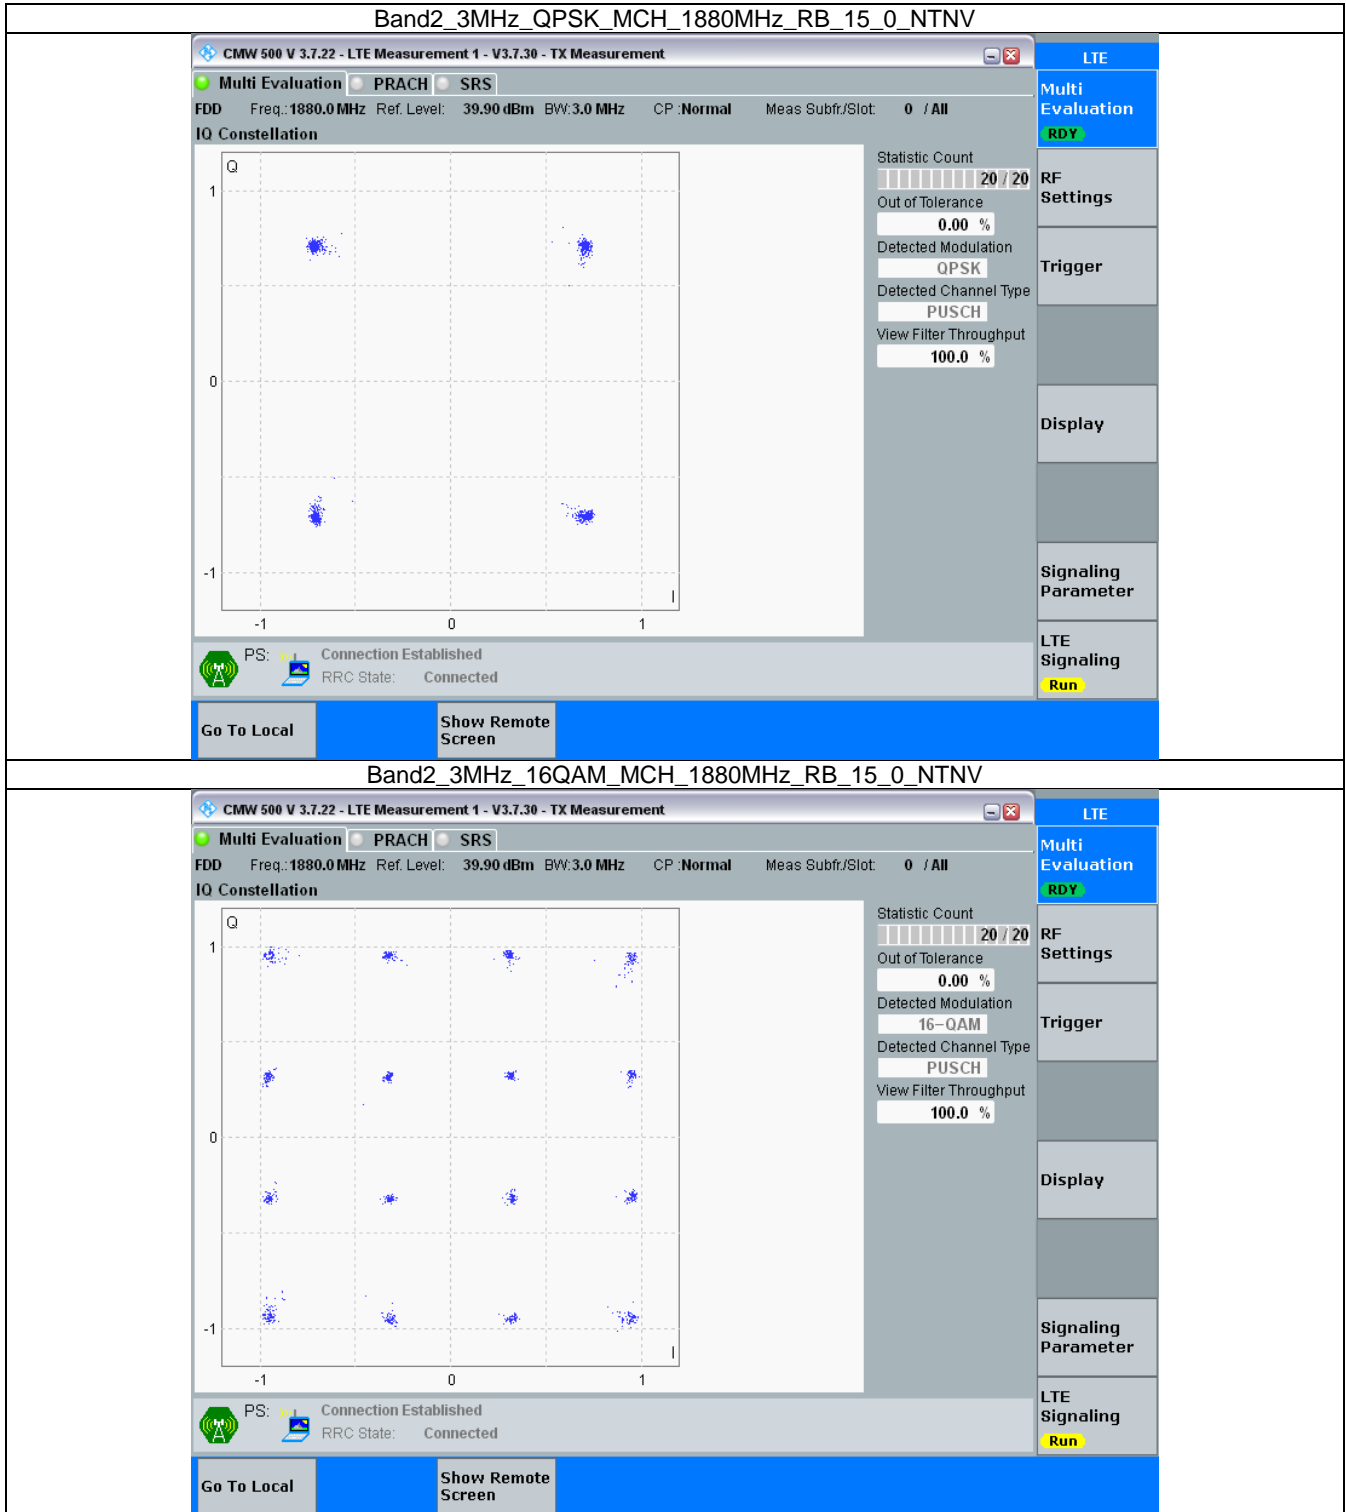 Band2_3MHz_QPSK_MCH_1880MHz_RB_15_0_NTNV
CMW 500 V 3.7.22 - LTE Measurement 1 - V3.7.30 - TX Measurement
LTE
Multi Evaluation PRACH SRS
Multi
Evaluation
RDY
FDD Freq.:1880.0 MHz Ref. Level: 39.90 dBm BW:3.0 MHz CP :Normal Meas Subfr./Slot: 0 / All
IQ Constellation
Q
1
0
-1
I
-1 0 1
Statistic Count
20 / 20
Out of Tolerance
0.00 %
Detected Modulation
QPSK
Detected Channel Type
PUSCH
View Filter Throughput
100.0 %
RF
Settings
Trigger
Display
Signaling
Parameter
LTE
Signaling
Run
PS: Connection Established
RRC State: Connected
Go To Local
Show Remote
Screen
Band2_3MHz_16QAM_MCH_1880MHz_RB_15_0_NTNV
CMW 500 V 3.7.22 - LTE Measurement 1 - V3.7.30 - TX Measurement
LTE
Multi Evaluation PRACH SRS
Multi
Evaluation
RDY
FDD Freq.:1880.0 MHz Ref. Level: 39.90 dBm BW:3.0 MHz CP :Normal Meas Subfr./Slot: 0 / All
IQ Constellation
Q
1
0
-1
I
-1 0 1
Statistic Count
20 / 20
Out of Tolerance
0.00 %
Detected Modulation
16-QAM
Detected Channel Type
PUSCH
View Filter Throughput
100.0 %
RF
Settings
Trigger
Display
Signaling
Parameter
LTE
Signaling
Run
PS: Connection Established
RRC State: Connected
Go To Local
Show Remote
Screen